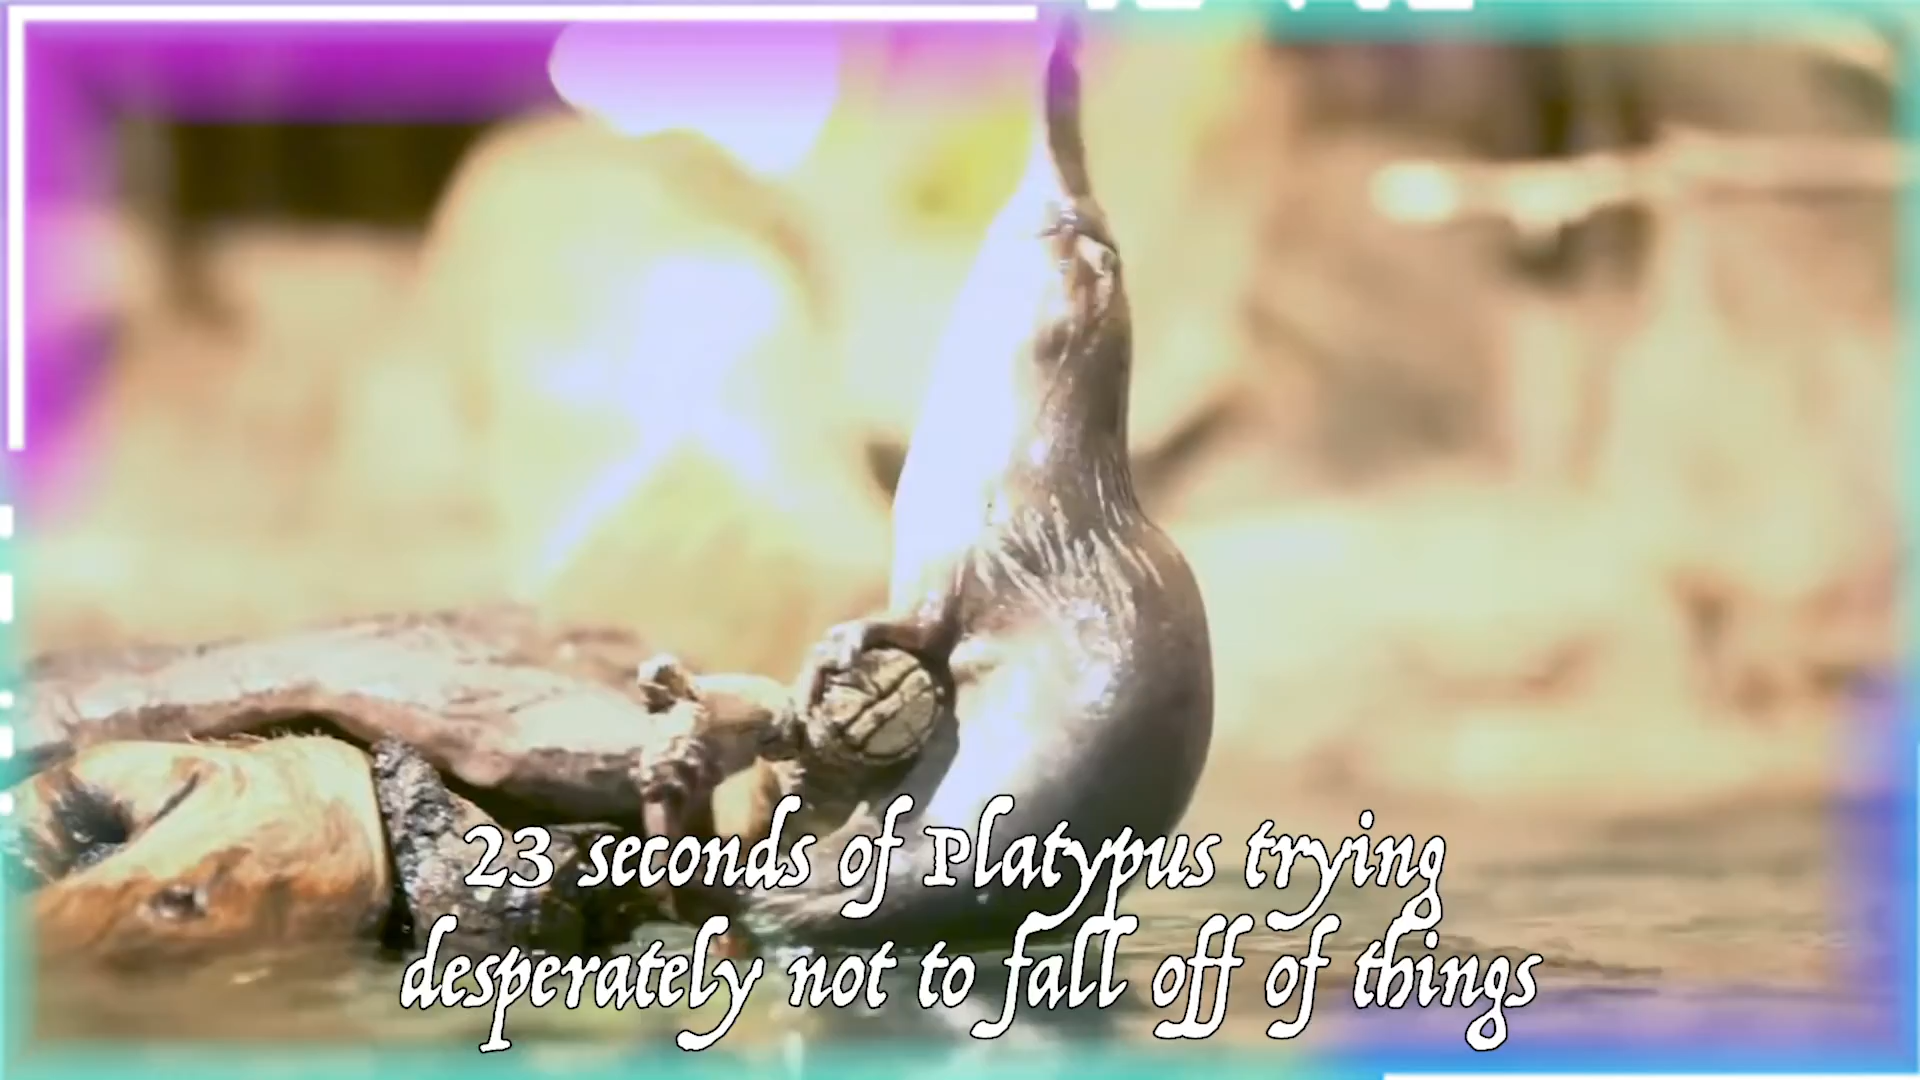 23 seconds of Platypus trying
desperately not to fall off of things